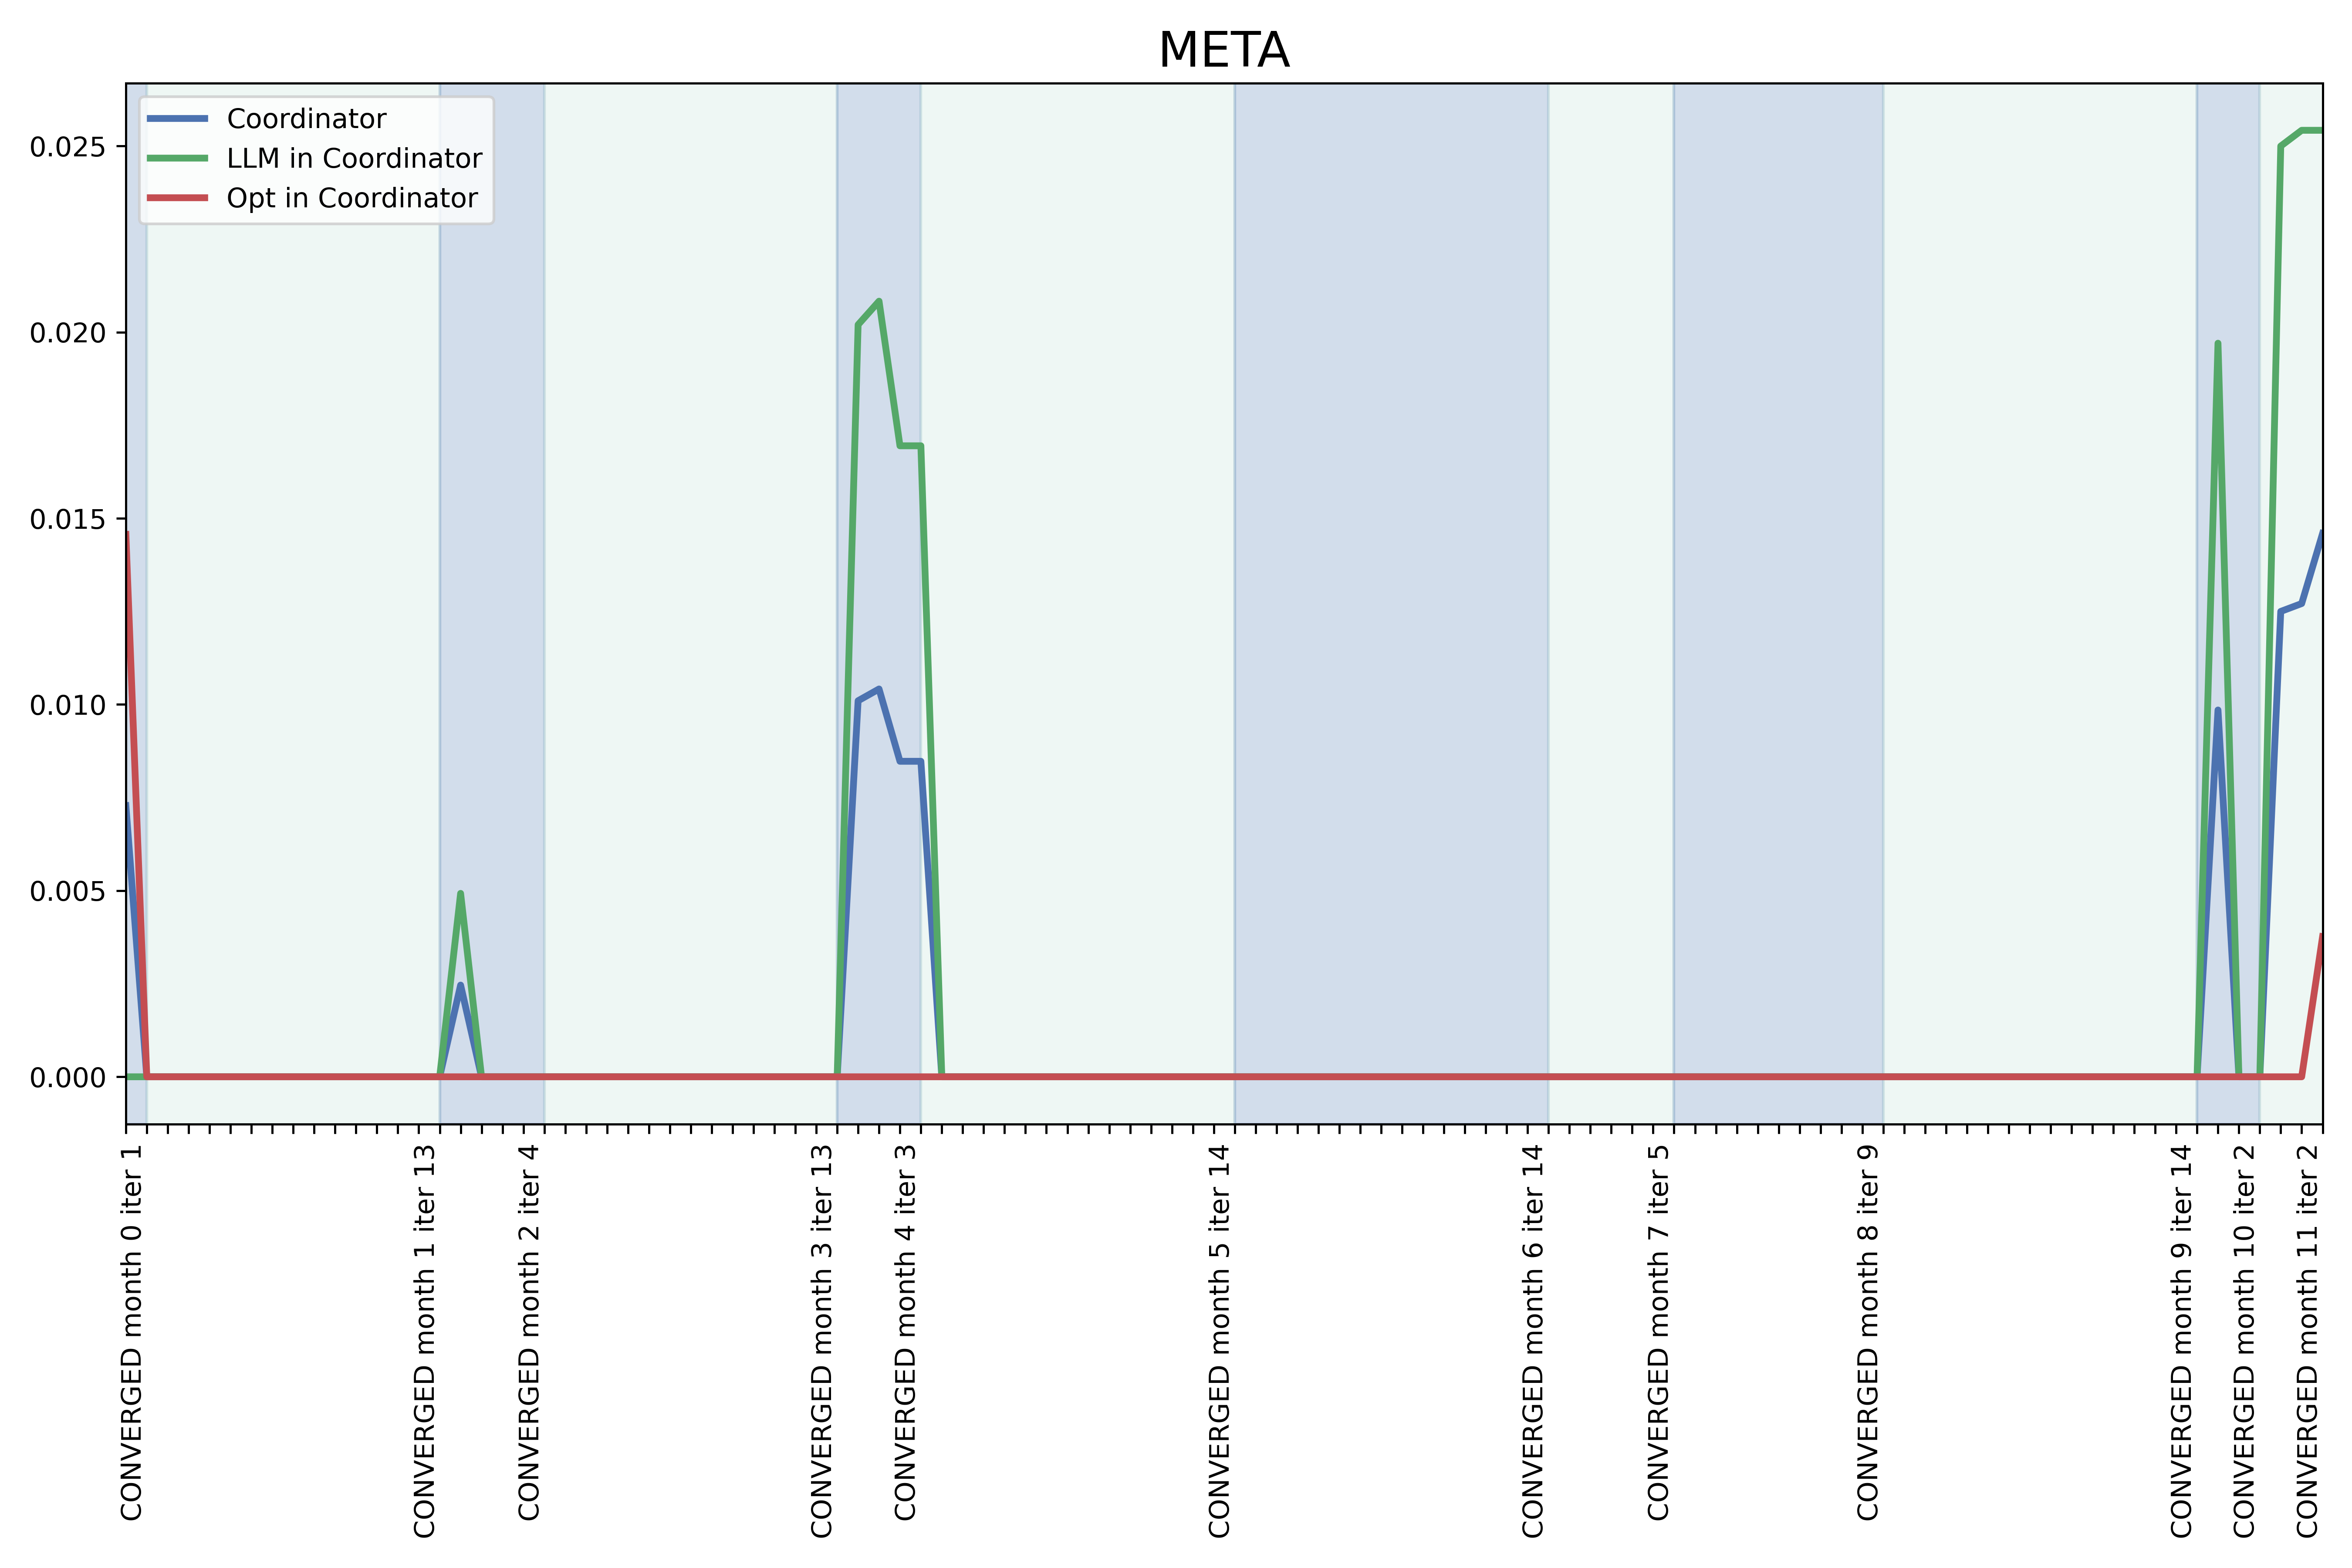 META
Coordinator
LLM in Coordinator
Opt in Coordinator
0.025
0.020
0.015
0.010
0.005
0.000
CONVERGED month 0 iter 1
CONVERGED month 1 iter 13
CONVERGED month 2 iter 4
CONVERGED month 3 iter 13
CONVERGED month 4 iter 3
CONVERGED month 5 iter 14
CONVERGED month 6 iter 14
CONVERGED month 7 iter 5
CONVERGED month 8 iter 9
CONVERGED month 9 iter 14
CONVERGED month 10 iter 2
CONVERGED month 11 iter 2